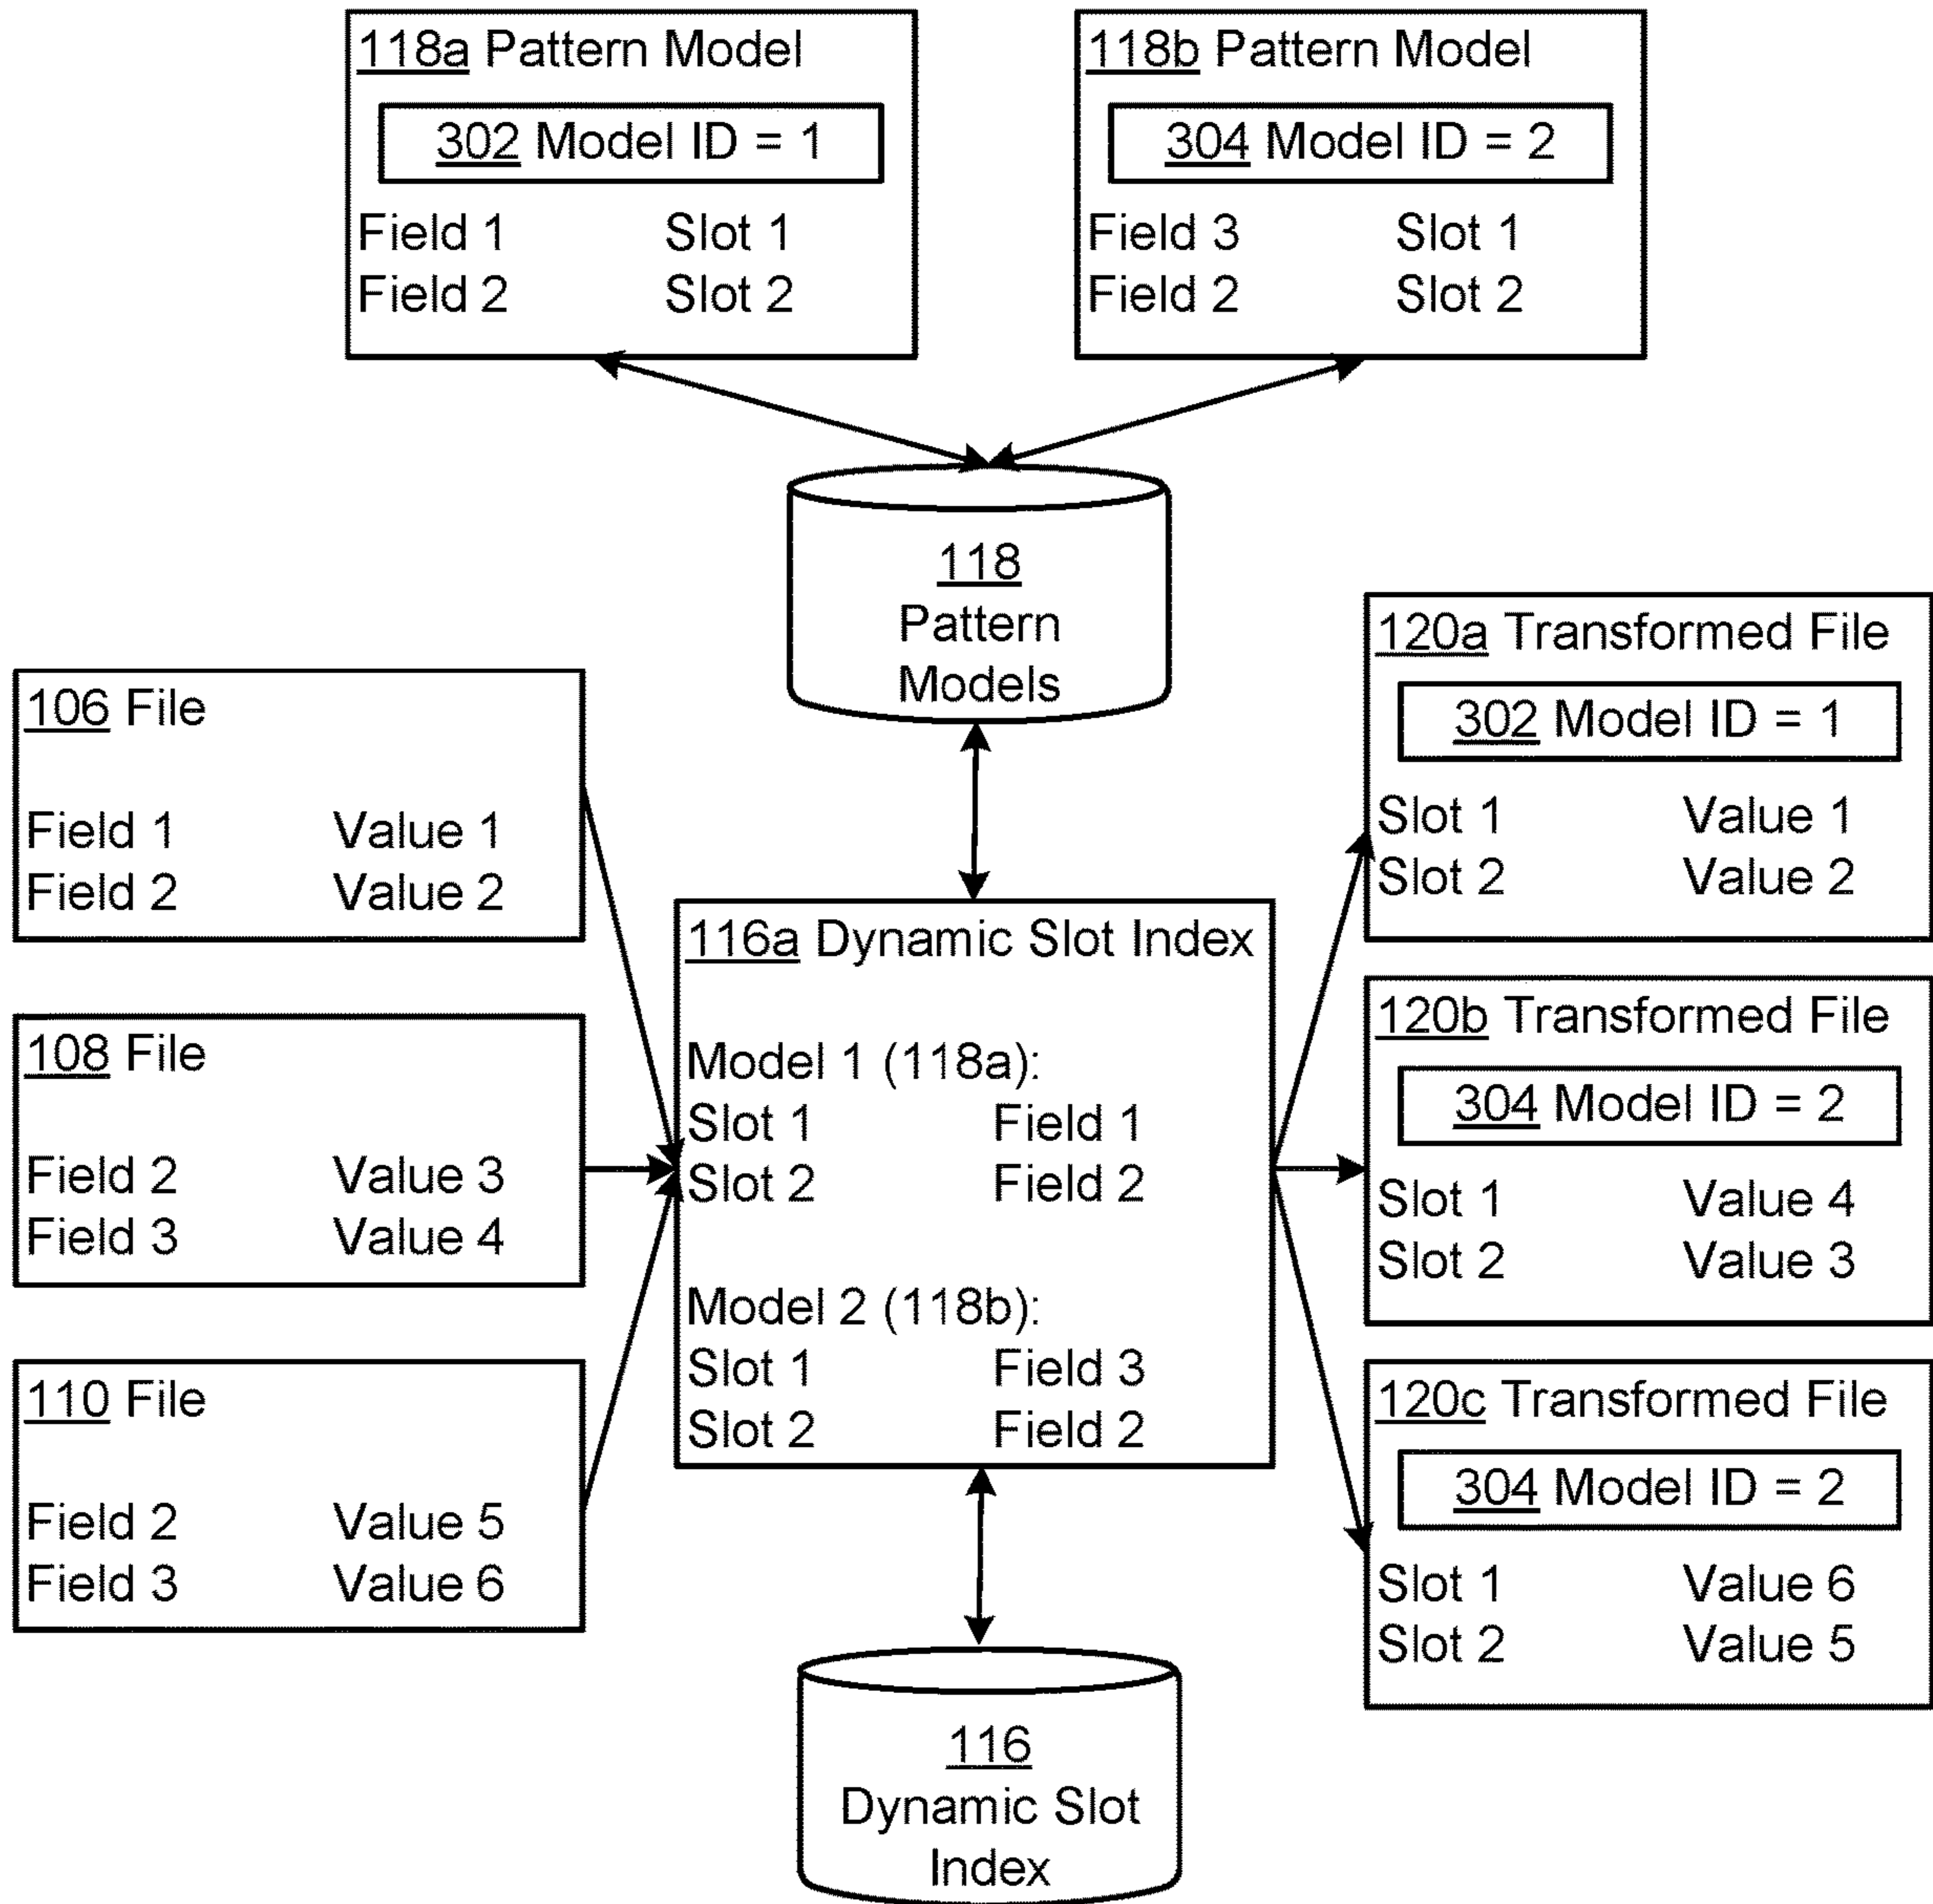 118a Pattern Model
302 Model ID = 1
Field 1 Slot 1
Field 2 Slot 2
118b Pattern Model
304 Model ID = 2
Field 3 Slot 1
Field 2 Slot 2
118
Pattern
Models
106 File
Field 1 Value 1
Field 2 Value 2
108 File
Field 2 Value 3
Field 3 Value 4
110 File
Field 2 Value 5
Field 3 Value 6
116a Dynamic Slot Index
Model 1 (118a):
Slot 1 Field 1
Slot 2 Field 2
Model 2 (118b):
Slot 1 Field 3
Slot 2 Field 2
120a Transformed File
302 Model ID = 1
Slot 1 Value 1
Slot 2 Value 2
120b Transformed File
304 Model ID = 2
Slot 1 Value 4
Slot 2 Value 3
120c Transformed File
304 Model ID = 2
Slot 1 Value 6
Slot 2 Value 5
116
Dynamic Slot
Index